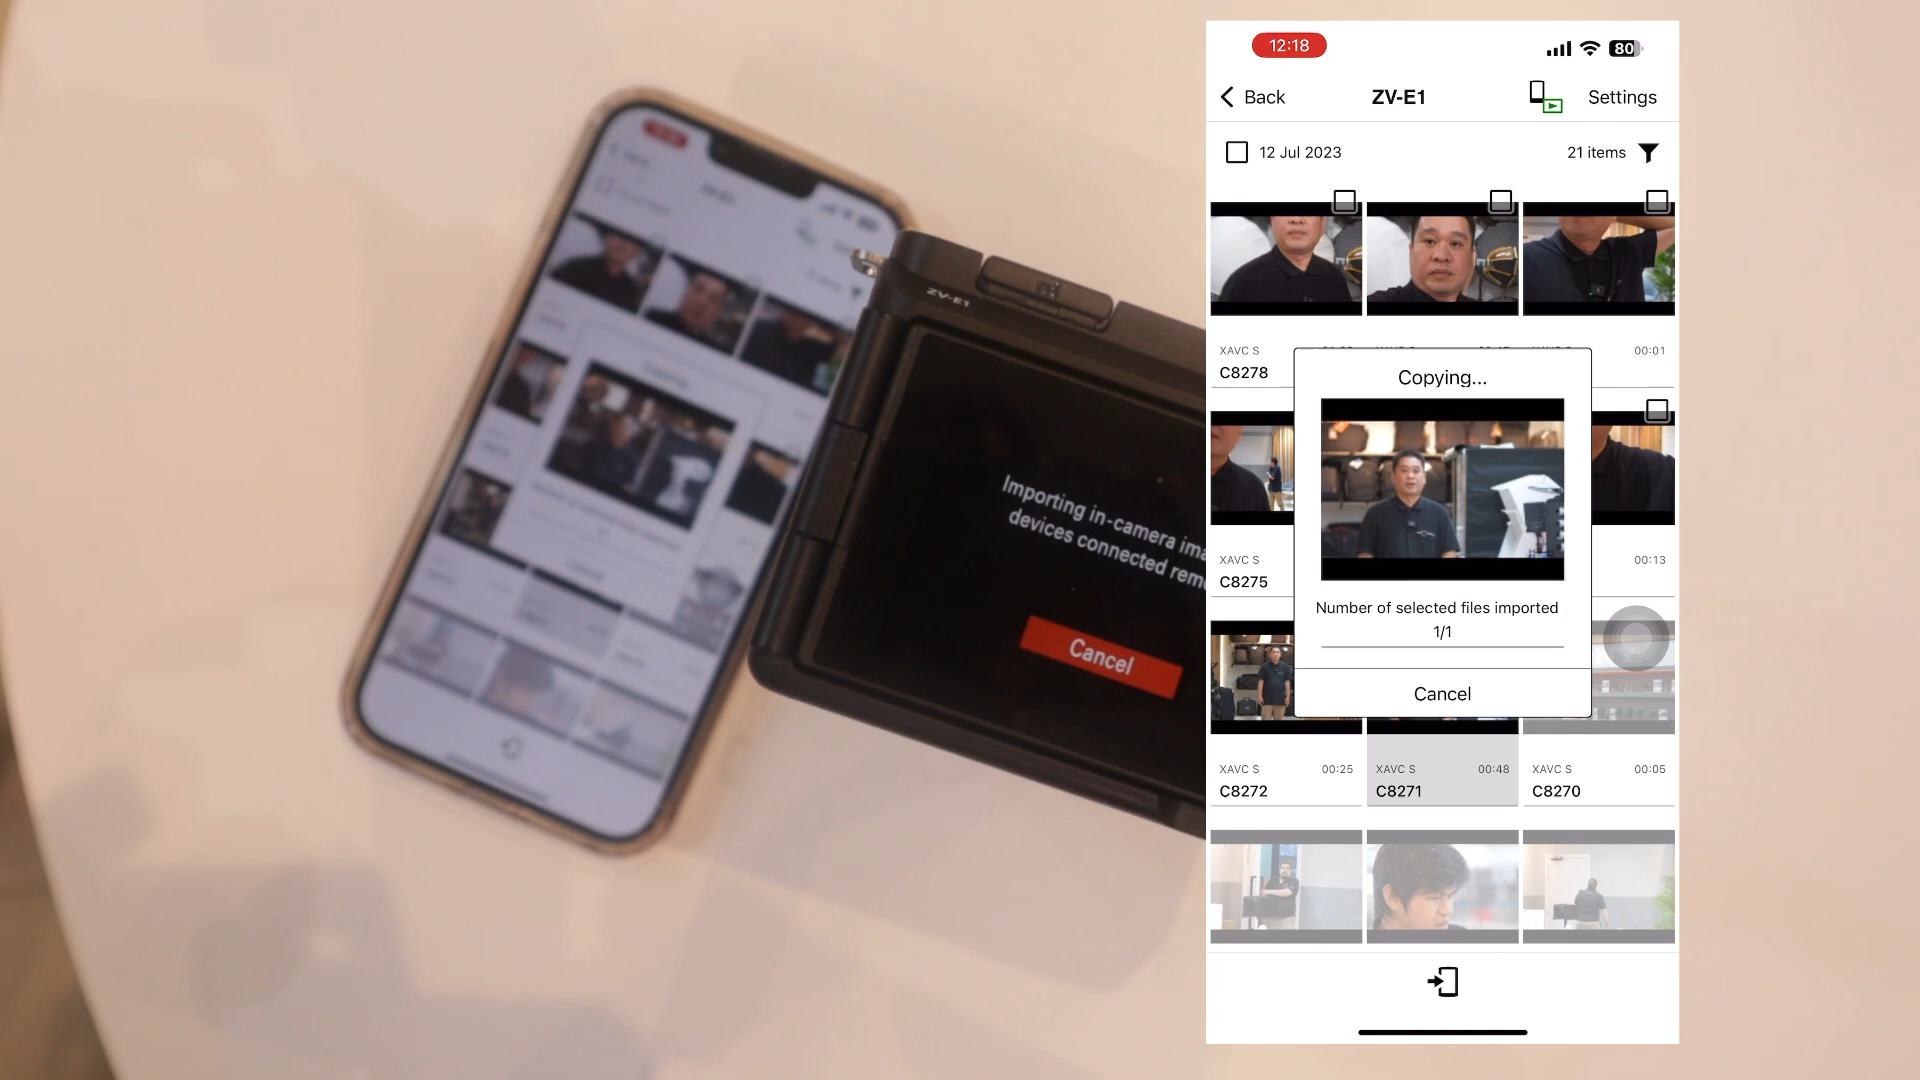 12:18
80
Back
ZV-E1
Settings
12 Jul 2023
21 items
XAVC S
00:01
C8278
Copying...
XAVC S
00:13
C8275
Number of selected files imported
1/1
Cancel
XAVC S
00:25
C8272
XAVC S
00:48
C8271
XAVC S
00:05
C8270
ZV-E1
Importing in-camera ima
devices connected rem
Cancel